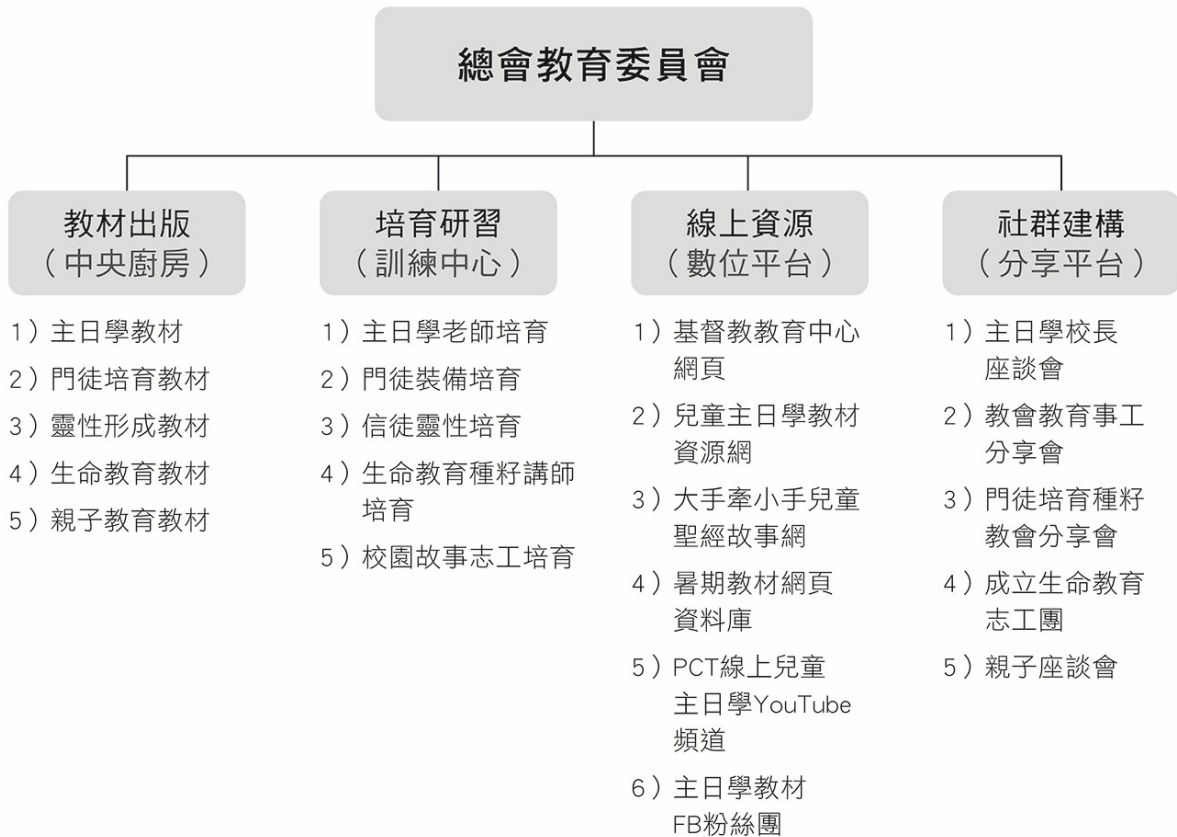 總會教育委員會
教材出版
（中央廚房）
1）主日學教材
2）門徒培育教材
3）靈性形成教材
4）生命教育教材
5）親子教育教材
培育研習
（訓練中心）
1）主日學老師培育
2）門徒裝備培育
3）信徒靈性培育
4）生命教育種籽講師
培育
5）校園故事志工培育
線上資源
（數位平台）
1）基督教教育中心
網頁
2）兒童主日學教材
資源網
3）大手牽小手兒童
聖經故事網
4）暑期教材網頁
資料庫
5）PCT線上兒童
主日學YouTube
頻道
6）主日學教材
FB粉絲團
社群建構
（分享平台）
1）主日學校長
座談會
2）教會教育事工
分享會
3）門徒培育種籽
教會分享會
4）成立生命教育
志工團
5）親子座談會